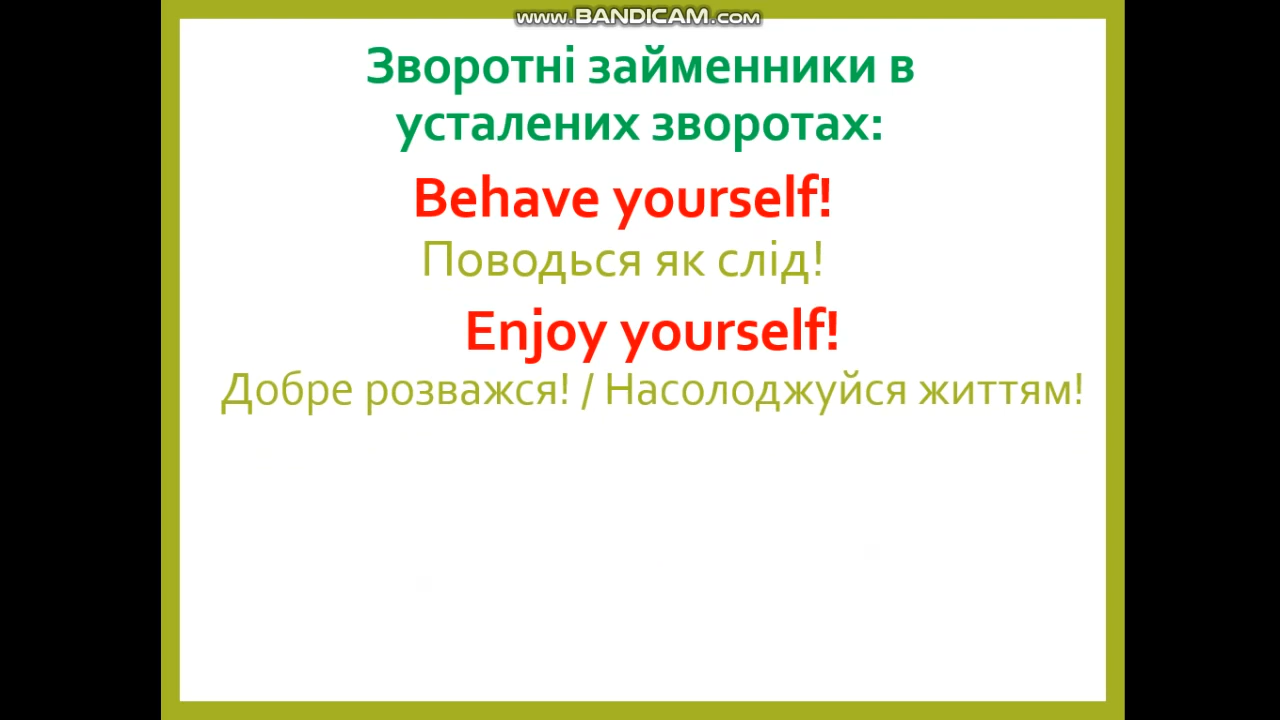 www.BANDICAM.com
Зворотні займенники в
усталених зворотах:
Behave yourself!
Поводься як слід!
Enjoy yourself!
Добре розважся! / Насолоджуйся життям!